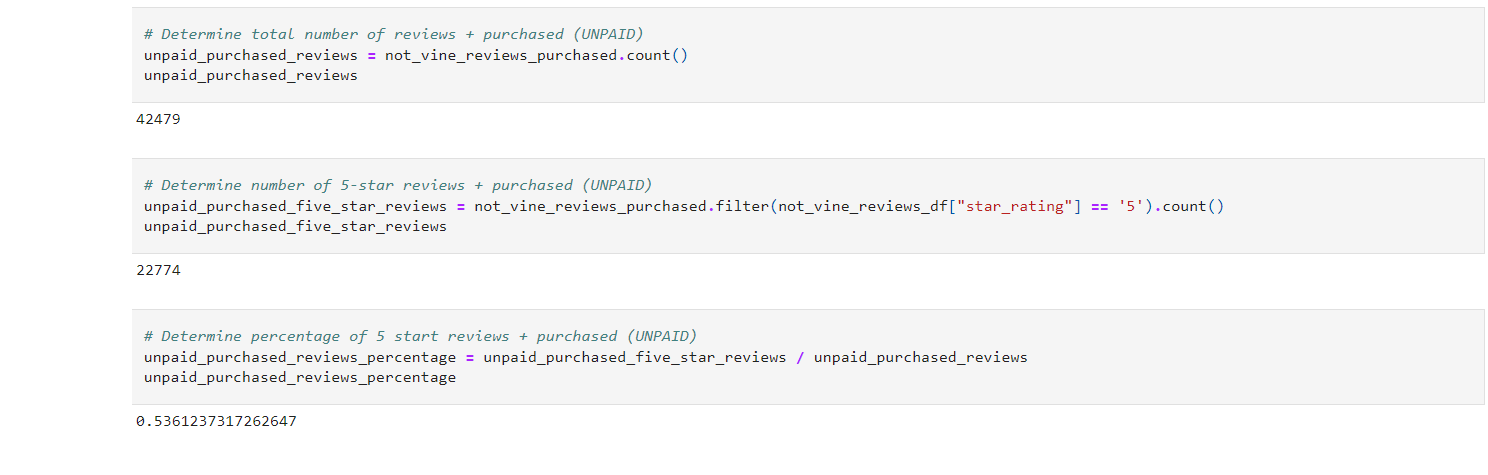 # Determine total number of reviews + purchased (UNPAID)
unpaid_purchased_reviews = not_vine_reviews_purchased.count()
unpaid_purchased_reviews
42479
# Determine number of 5-star reviews + purchased (UNPAID)
unpaid_purchased_five_star_reviews = not_vine_reviews_purchased.filter(not_vine_reviews_df["star_rating"] == '5').count()
unpaid_purchased_five_star_reviews
22774
# Determine percentage of 5 start reviews + purchased (UNPAID)
unpaid_purchased_reviews_percentage = unpaid_purchased_five_star_reviews / unpaid_purchased_reviews
unpaid_purchased_reviews_percentage
0.5361237317262647